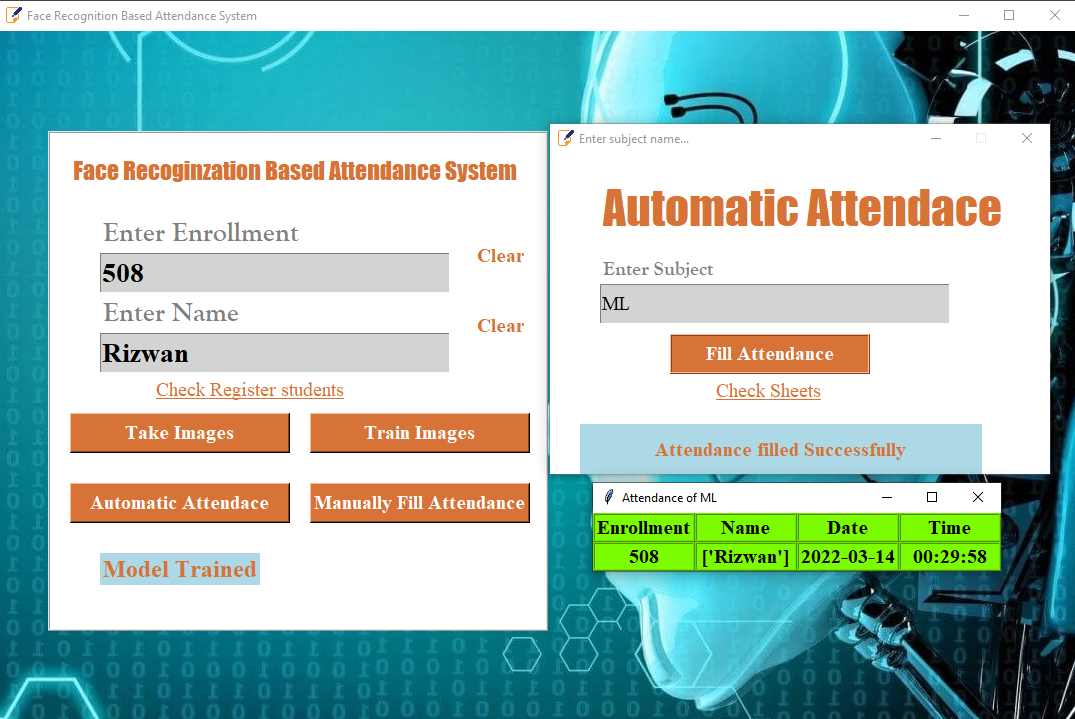 Face Recognition Based Attendance System
Face Recoginzation Based Attendance System
Enter Enrollment
508
Clear
Enter Name
Rizwan
Clear
Check Register students
Take Images
Train Images
Automatic Attendace
Manually Fill Attendance
Model Trained
Enter subject name...
Automatic Attendace
Enter Subject
ML
Fill Attendance
Check Sheets
Attendance filled Successfully
Attendance of ML
Enrollment Name Date Time
508 ['Rizwan'] 2022-03-14 00:29:58